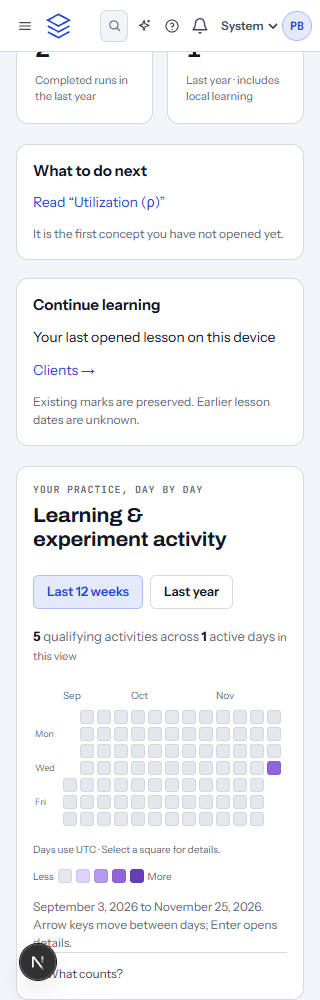 System
PB
Completed runs in
the last year
Last year · includes
local learning
What to do next
Read “Utilization (ρ)”
It is the first concept you have not opened yet.
Continue learning
Your last opened lesson on this device
Clients →
Existing marks are preserved. Earlier lesson
dates are unknown.
YOUR PRACTICE, DAY BY DAY
Learning &
experiment activity
Last 12 weeks
Last year
5 qualifying activities across 1 active days in
this view
Sep Oct Nov
Mon
Wed
Fri
Days use UTC · Select a square for details.
Less More
September 3, 2026 to November 25, 2026.
Arrow keys move between days; Enter opens
details.
N
What counts?